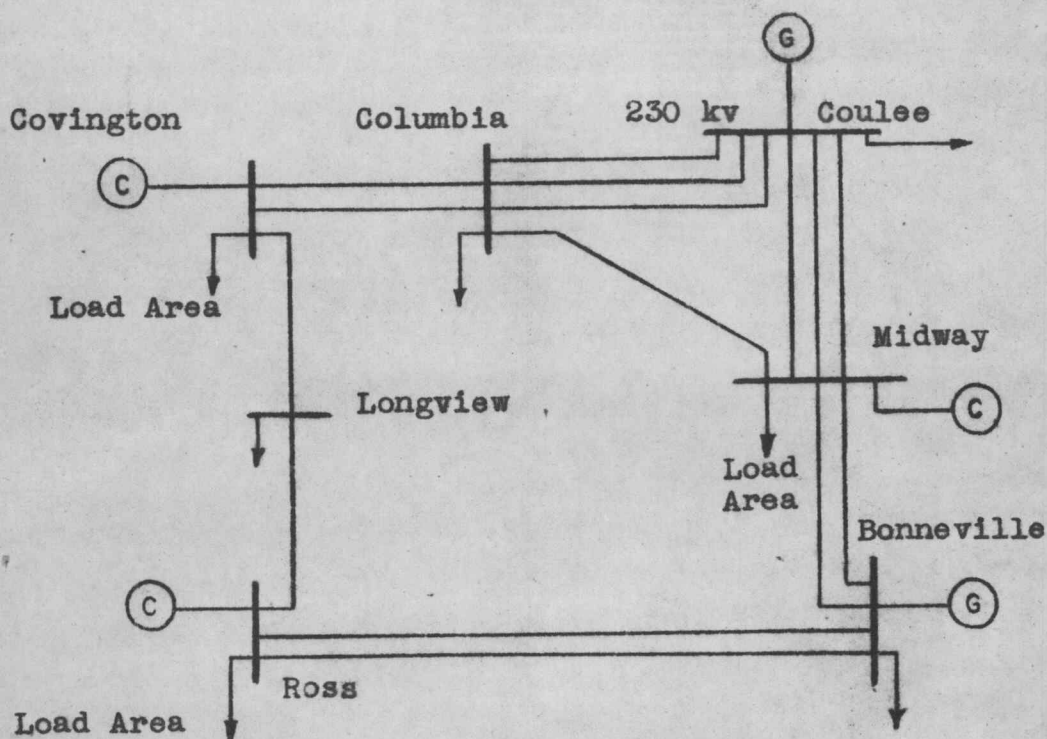 G
Covington
Columbia
230 kv
Coulee
C
Load Area
Midway
Longview
C
Load
Area
Bonneville
C
G
Ross
Load Area